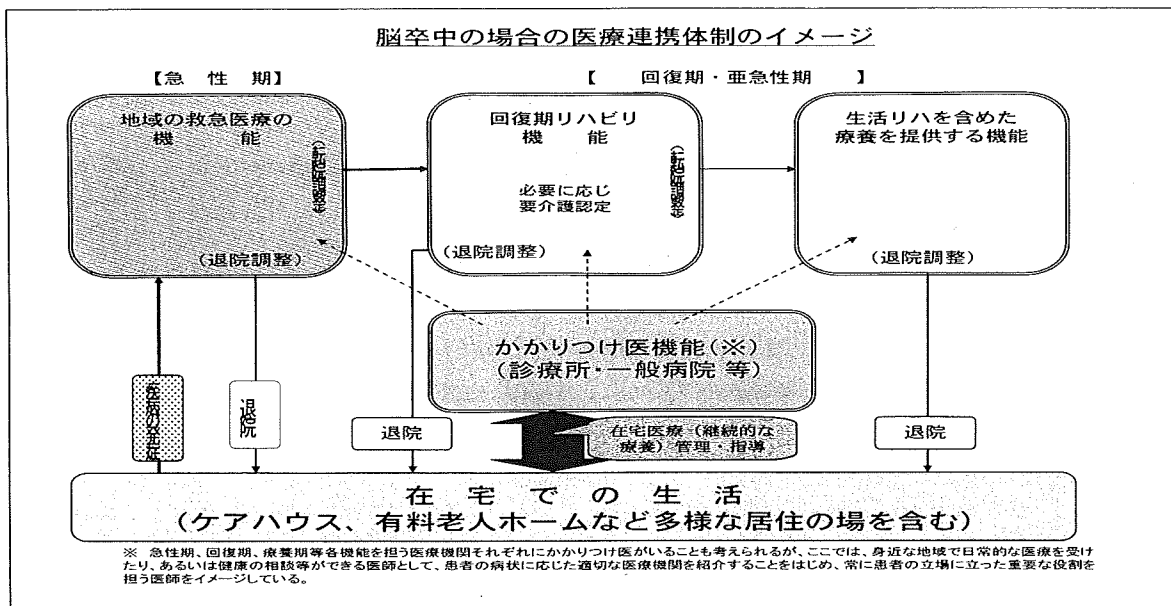 脳卒中の場合の医療連携体制のイメージ
【急 性 期】
【 回復期・亜急性期 】
地域の救急医療の
機 能
(転院調整)
(退院調整)
回復期リハビリ
機 能
(転院調整)
必要に応じ
要介護認定
(退院調整)
生活リハを含めた
療養を提供する機能
(退院調整)
かかりつけ医機能(※)
(診療所・一般病院 等)
疾病の発症
退院
退院
在宅医療（継続的な
療養）管理・指導
退院
在 宅 で の 生 活
(ケアハウス、有料老人ホームなど多様な居住の場を含む)
※ 急性期、回復期、療養期等各機能を担う医療機関それぞれにかかりつけ医がいることも考えられるが、ここでは、身近な地域で日常的な医療を受け
たり、あるいは健康の相談等ができる医師として、患者の病状に応じた適切な医療機関を紹介することをはじめ、常に患者の立場に立った重要な役割を
担う医師をイメージしている。